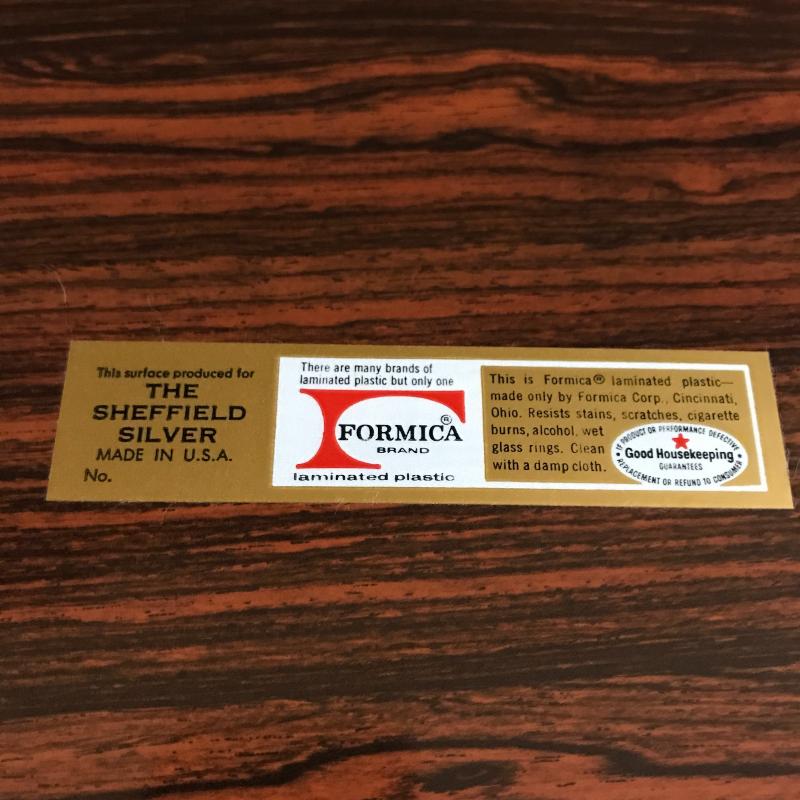 This surface produced for
THE
SHEFFIELD
SILVER
MADE IN U.S.A.
No.
There are many brands of
laminated plastic but only one
FORMICA®
BRAND
laminated plastic
This is Formica® laminated plastic—
made only by Formica Corp., Cincinnati,
Ohio. Resists stains, scratches, cigarette
burns, alcohol, wet
glass rings. Clean
with a damp cloth.
IF PRODUCT OR PERFORMANCE DEFECTIVE
Good Housekeeping
GUARANTEES
REPLACEMENT OR REFUND TO CONSUMER